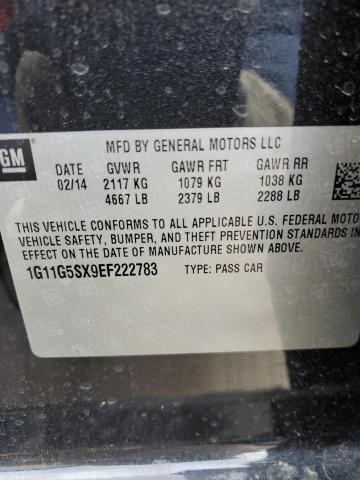 GM
MFD BY GENERAL MOTORS LLC
DATE GVWR GAWR FRT GAWR RR
02/14 2117 KG 1079 KG 1038 KG
4667 LB 2379 LB 2288 LB
THIS VEHICLE CONFORMS TO ALL APPLICABLE U.S. FEDERAL MOTO
VEHICLE SAFETY, BUMPER, AND THEFT PREVENTION STANDARDS
EFFECT ON THE DATE OF MANUFACTURE SHOWN ABOVE.
1G11G5SX9EF222783 TYPE: PASS CAR